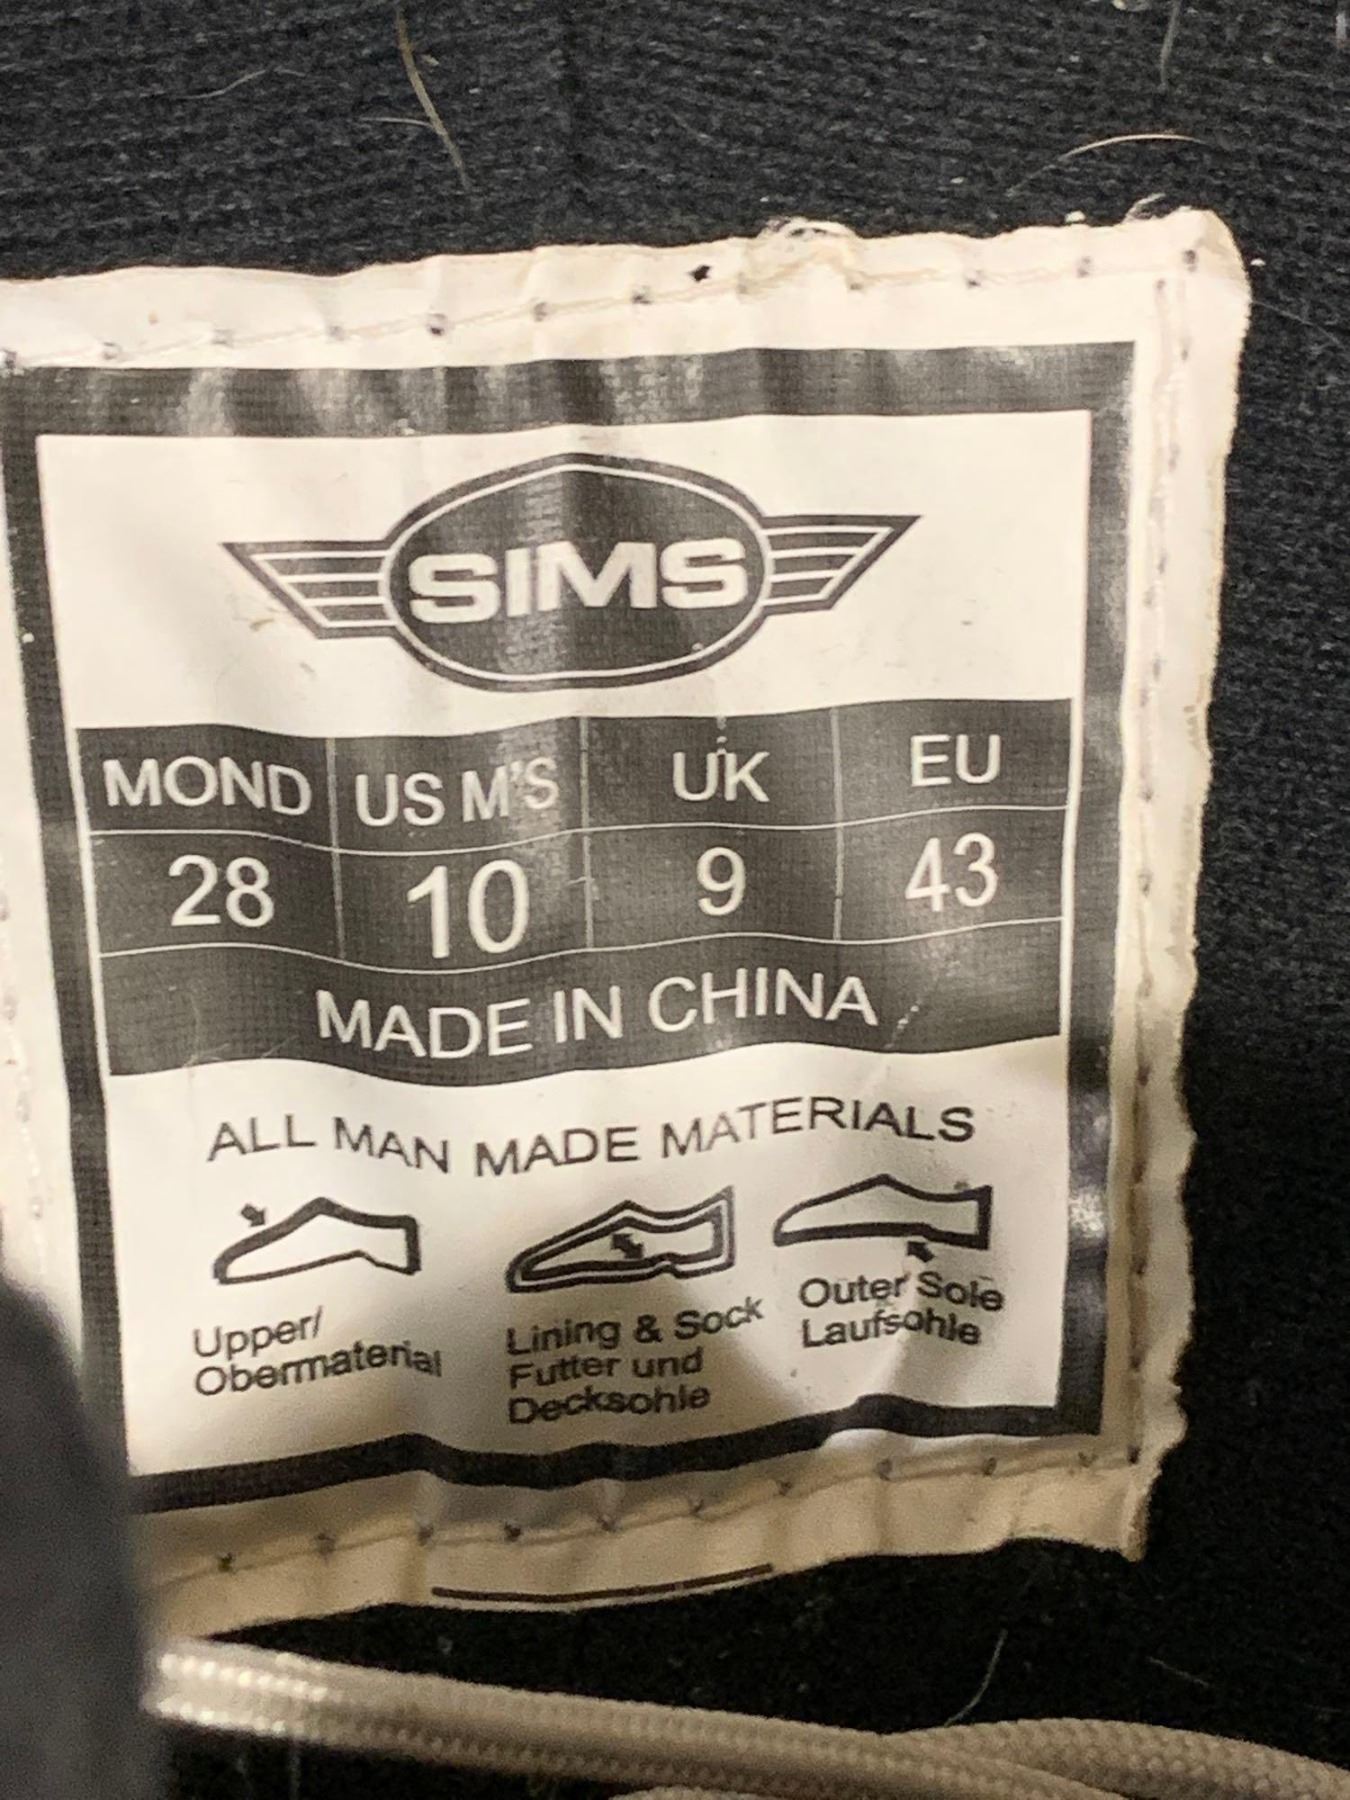 SIMS
MOND US M'S UK EU
28 10 9 43
MADE IN CHINA
ALL MAN MADE MATERIALS
Upper/
Obermaterial
Lining & Sock
Futter und
Decksohle
Outer Sole
Laufsohle